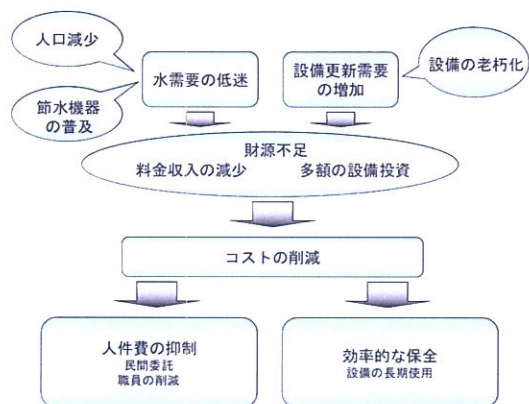 人口減少
水需要の低迷
節水機器
の普及
設備更新需要
の増加
設備の老朽化
財源不足
料金収入の減少 多額の設備投資
コストの削減
人件費の抑制
民間委託
職員の削減
効率的な保全
設備の長期使用